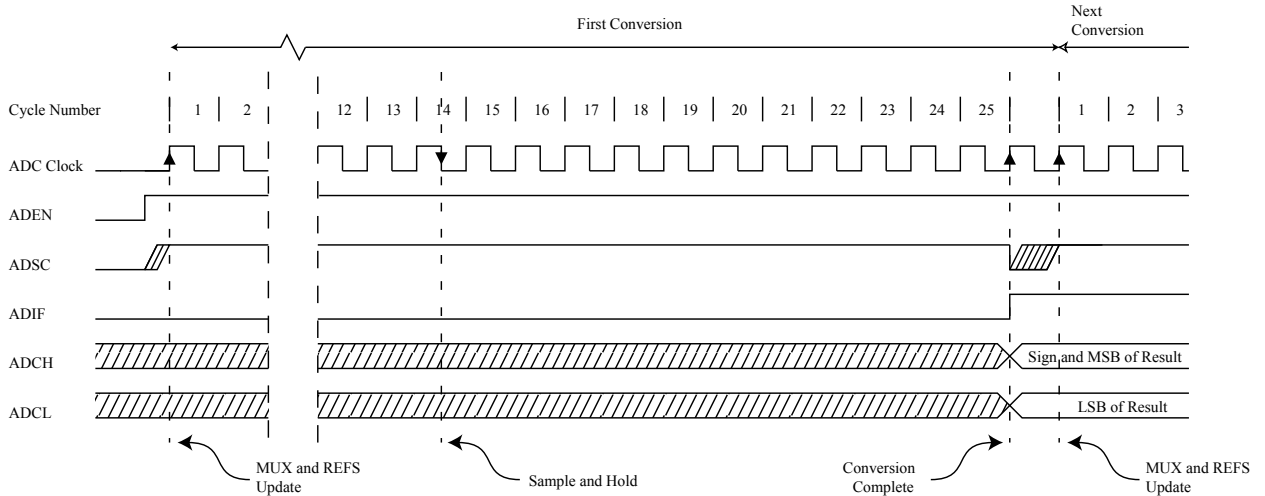 First Conversion
Next
Conversion
Cycle Number 1 2 12 13 14 15 16 17 18 19 20 21 22 23 24 25 1 2 3
ADC Clock
ADEN
ADSC
ADIF
ADCH Sign and MSB of Result
ADCL LSB of Result
MUX and REFS
Update
Sample and Hold
Conversion
Complete
MUX and REFS
Update